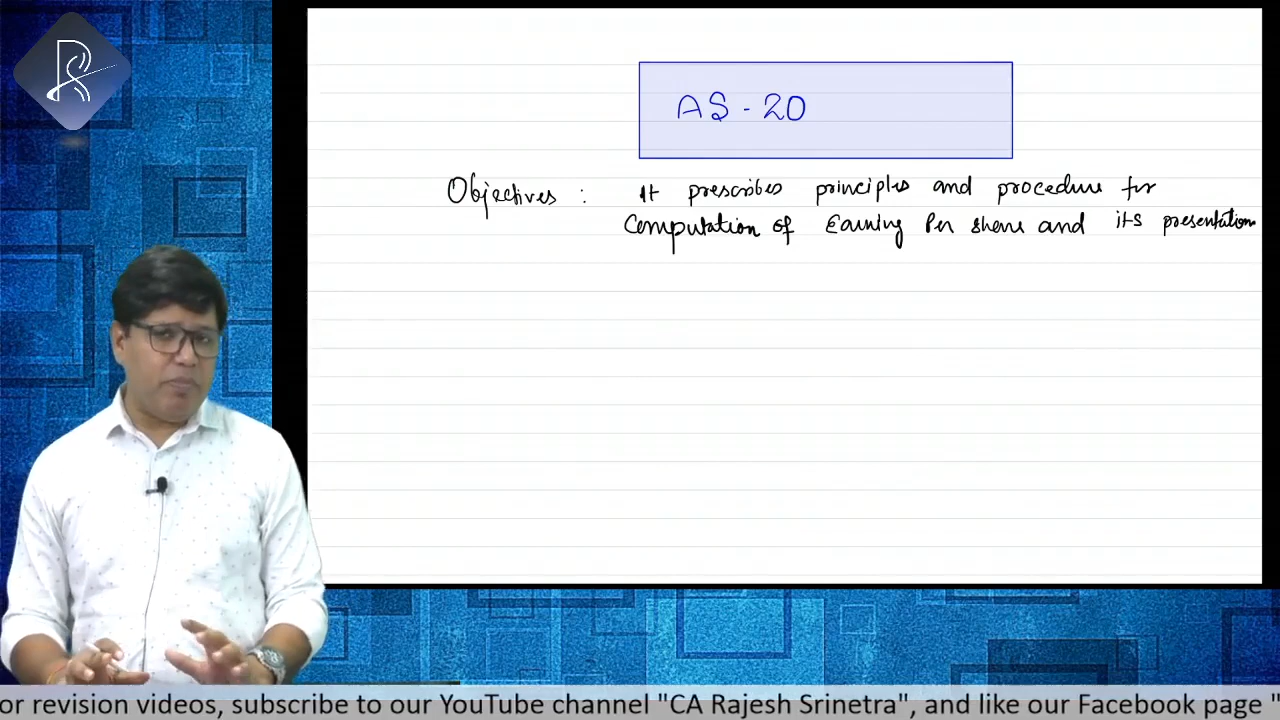 AS - 20
Objectives : It prescribes principles and procedure for
Computation of Earning Per share and its presentation
or revision videos, subscribe to our YouTube channel "CA Rajesh Srinetra", and like our Facebook page "